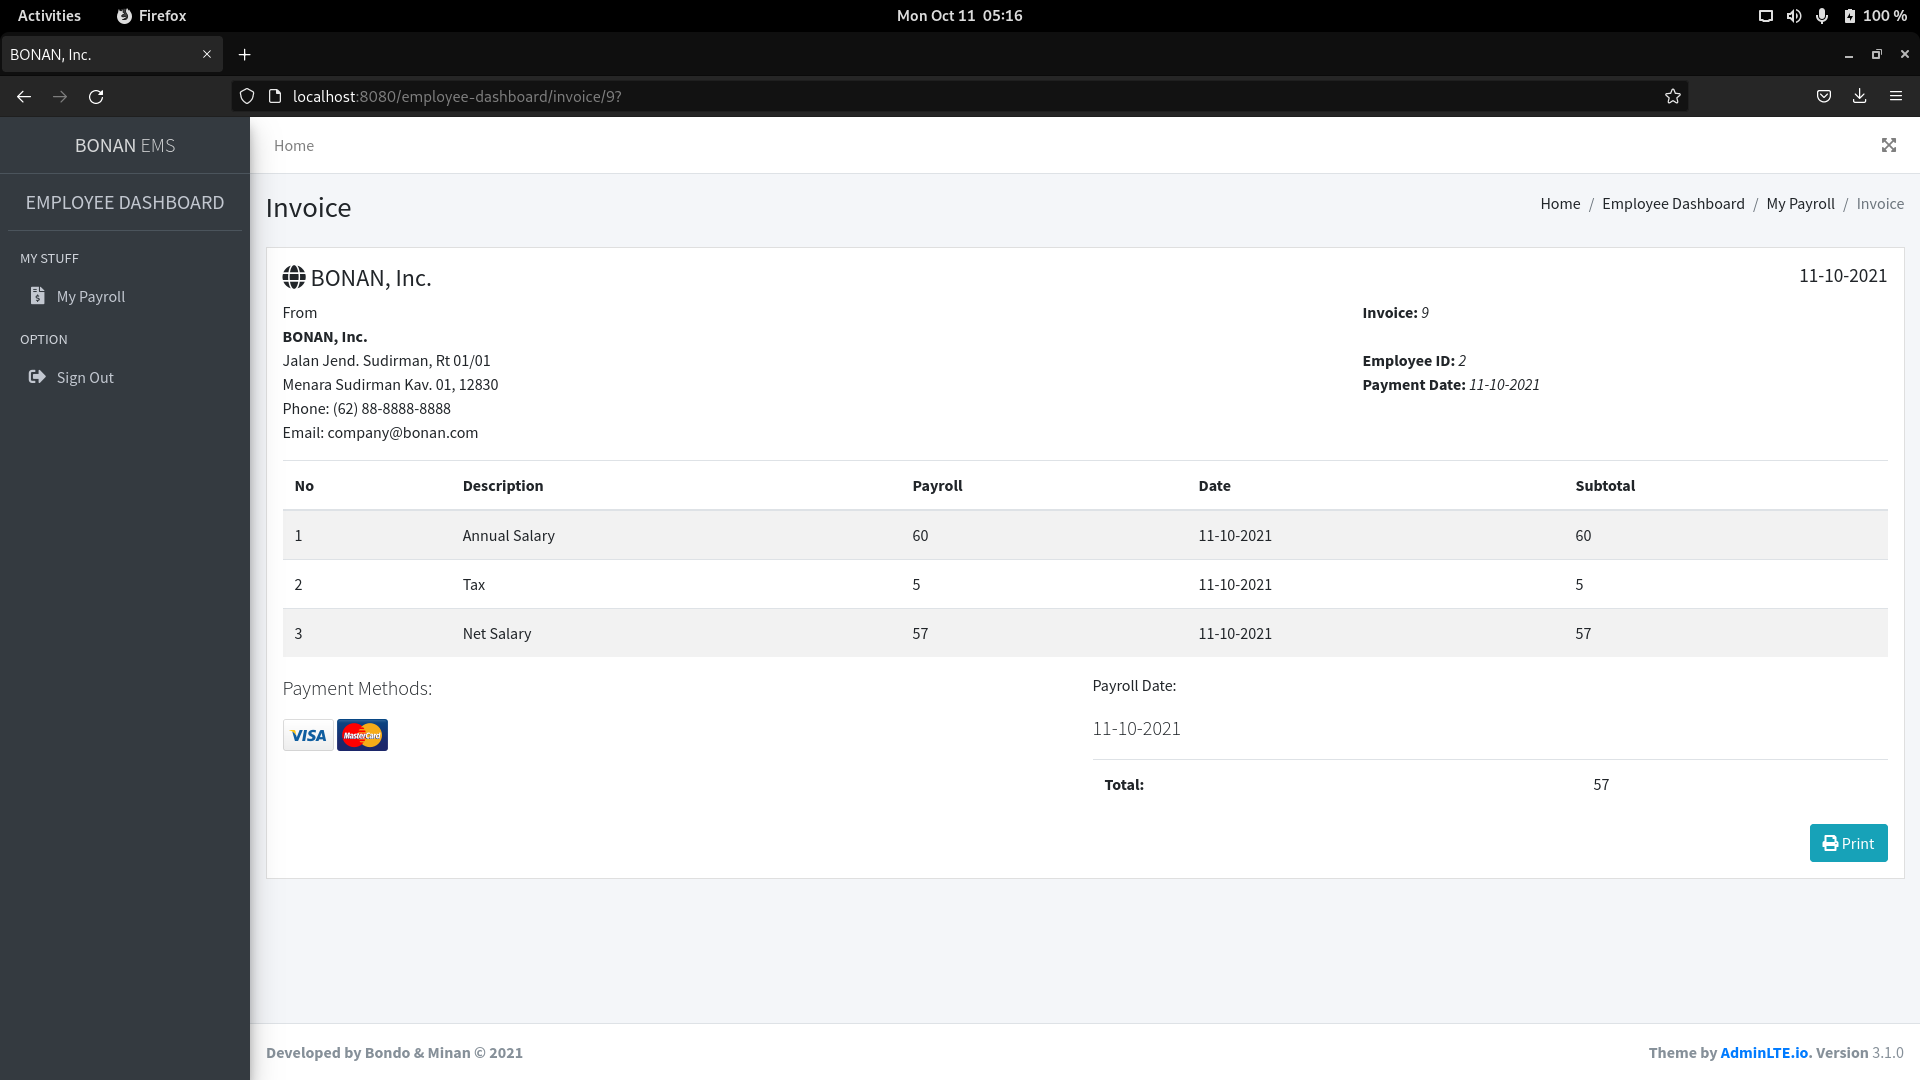 Activities Firefox Mon Oct 11 05:16 100 %
BONAN, Inc.
localhost:8080/employee-dashboard/invoice/9?
BONAN EMS
EMPLOYEE DASHBOARD
MY STUFF
My Payroll
OPTION
Sign Out
Home
Invoice
Home / Employee Dashboard / My Payroll / Invoice
BONAN, Inc. 11-10-2021
From
BONAN, Inc.
Jalan Jend. Sudirman, Rt 01/01
Menara Sudirman Kav. 01, 12830
Phone: (62) 88-8888-8888
Email: company@bonan.com
Invoice: 9
Employee ID: 2
Payment Date: 11-10-2021
No Description Payroll Date Subtotal
1 Annual Salary 60 11-10-2021 60
2 Tax 5 11-10-2021 5
3 Net Salary 57 11-10-2021 57
Payment Methods:
VISA MasterCard
Payroll Date:
11-10-2021
Total: 57
Print
Developed by Bondo & Minan © 2021
Theme by AdminLTE.io. Version 3.1.0